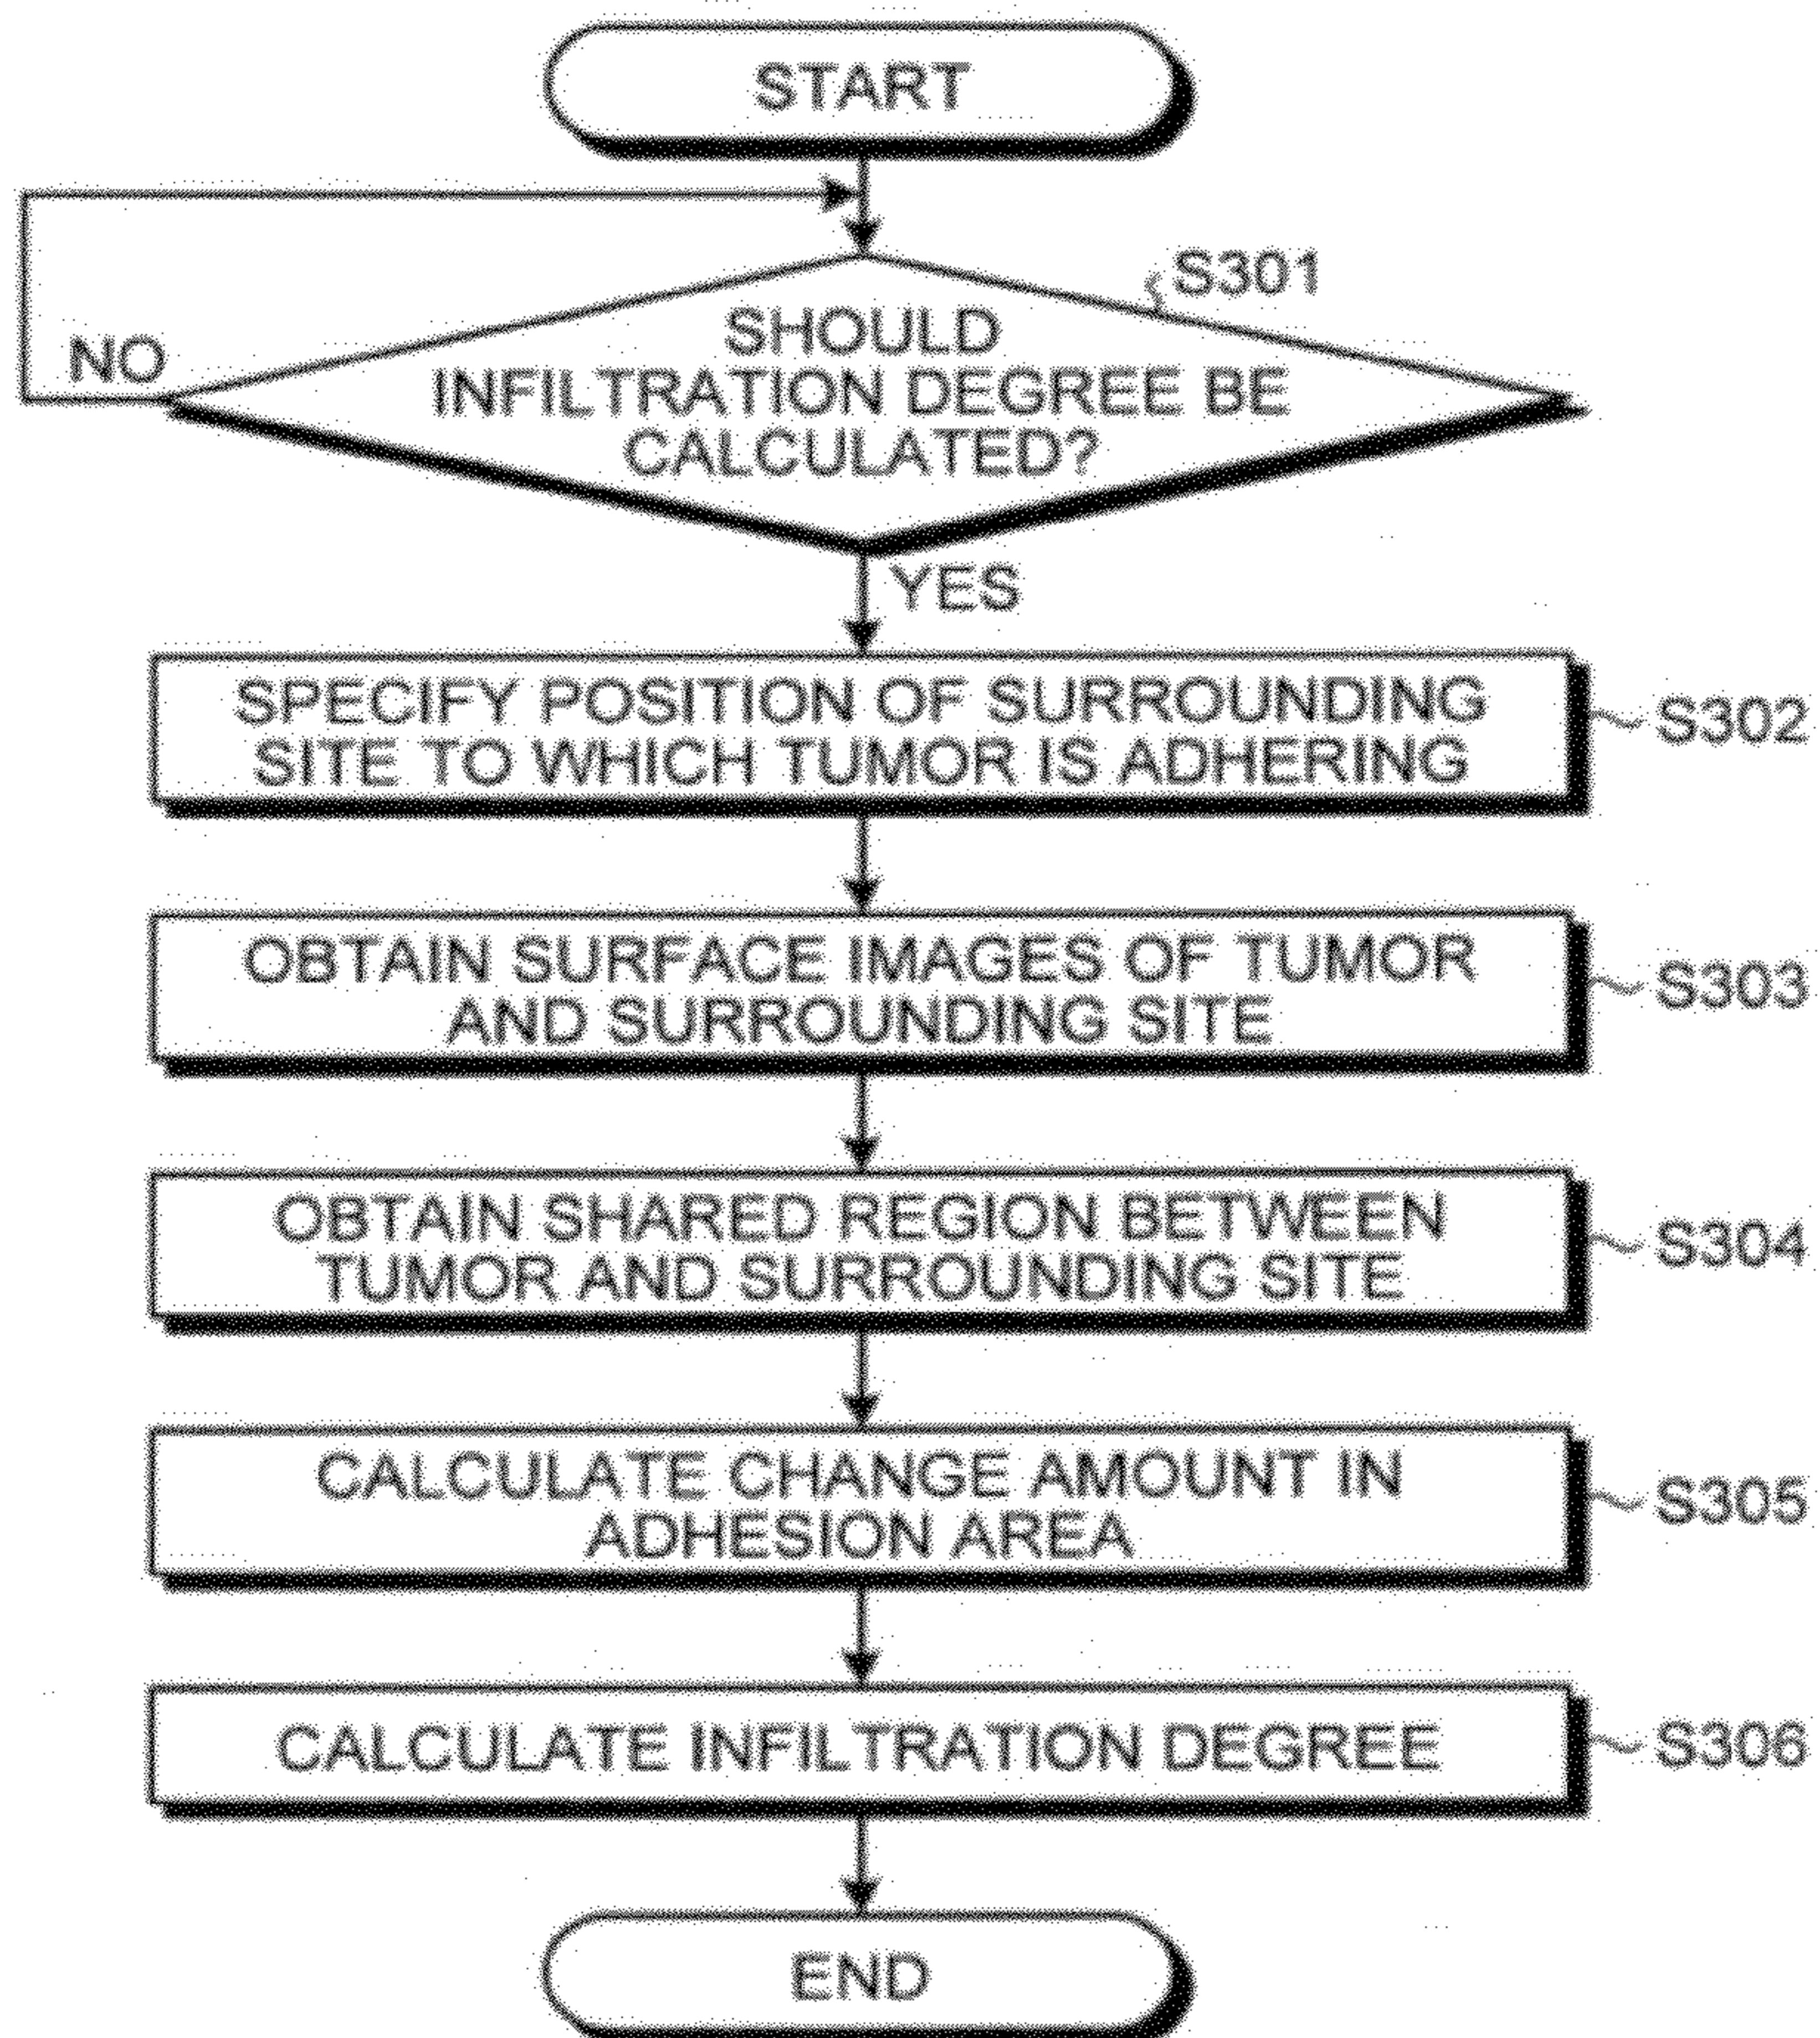 START
S301
SHOULD
INFILTRATION DEGREE BE
CALCULATED?
NO
YES
SPECIFY POSITION OF SURROUNDING
SITE TO WHICH TUMOR IS ADHERING
S302
OBTAIN SURFACE IMAGES OF TUMOR
AND SURROUNDING SITE
S303
OBTAIN SHARED REGION BETWEEN
TUMOR AND SURROUNDING SITE
S304
CALCULATE CHANGE AMOUNT IN
ADHESION AREA
S305
CALCULATE INFILTRATION DEGREE
S306
END